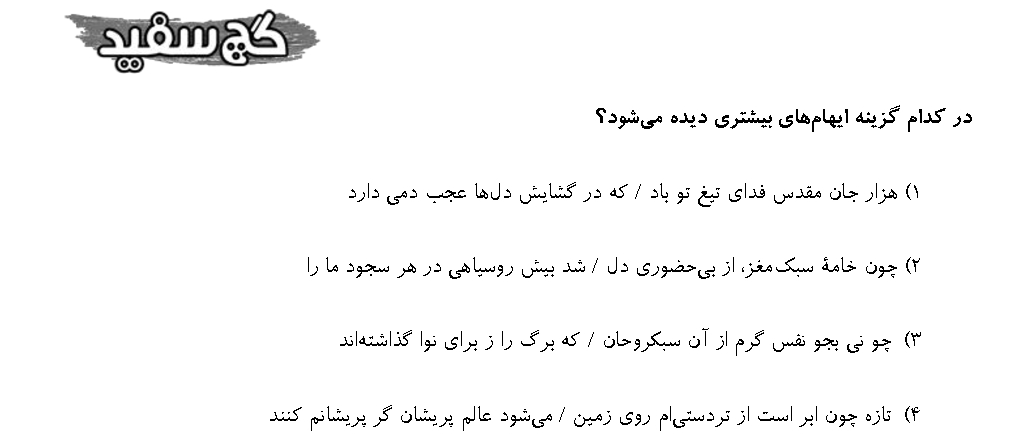 گچ سفید
در کدام گزینه ایهام‌های بیشتری دیده می‌شود؟
۱) هزار جان مقدس فدای تیغ تو باد / که در گشایش دل‌ها عجب دمی دارد
۲) چون خامهٔ سبک‌مغز، از بی‌حضوری دل / شد بیش روسیاهی در هر سجود ما را
۳) چو نی بجو نفس گرم از آن سبکروحان / که برگ را ز برای نوا گذاشته‌اند
۴) تازه چون ابر است از تردستی‌ام روی زمین / می‌شود عالم پریشان گر پریشانم کنند